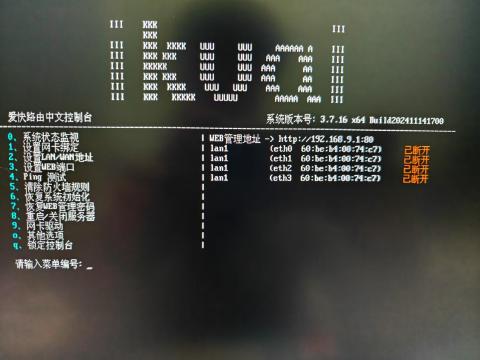 III KKK III
KKK
III KKK KKKK UUU UUU AAAAAA A III
III KKK KKK UUU UUU AAA AAA III
III KKKKK UUU UUU AAA AAA III
III KKK KKK UUU UUU AAA AAA III
III KKK KKK UUU UUU AAA AAA III
III KKK KKKKK UUUUU AAAAA A III
爱快路由中文控制台 系统版本号: 3.7.16 x64 Build202411141700
0、系统状态监视 | WEB管理地址 -> http://192.168.9.1:80
1、设置网卡绑定 | lan1 (eth0 60:be:b4:00:74:c7) 已断开
2、设置LAN/WAN地址 | lan1 (eth1 60:be:b4:00:74:c7) 已断开
3、设置WEB端口 | lan1 (eth2 60:be:b4:00:74:c7) 已断开
4、Ping 测试 | lan1 (eth3 60:be:b4:00:74:c7) 已断开
5、清除防火墙规则 |
6、恢复系统初始化 |
7、恢复WEB管理密码 |
8、重启/关闭服务器 |
9、网卡驱动 |
o、其他选项 |
q、锁定控制台 |
请输入菜单编号: _